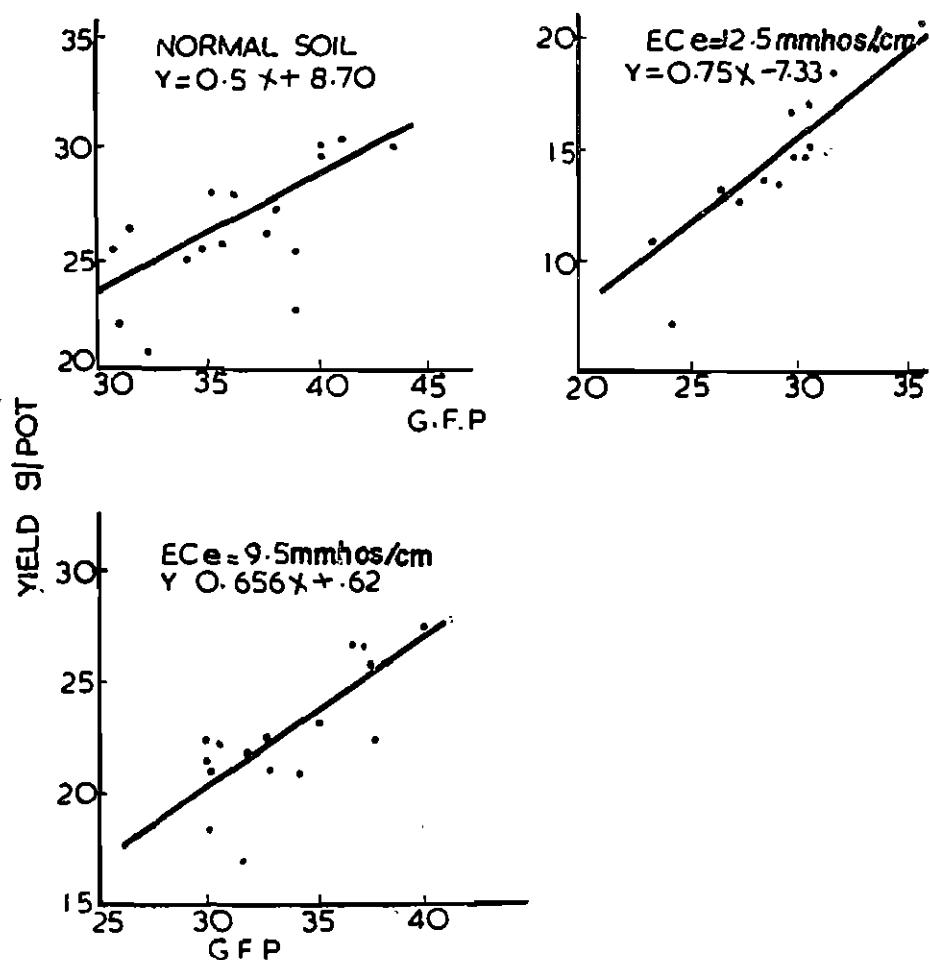 NORMAL SOIL
Y=0.5 x+ 8.70
35
30
25
20
30 35 40 45
G.F.P
ECe=12.5mmhos/cm
Y=0.75x-7.33
20
15
10
20 25 30 35
YIELD g/POT
ECe=9.5mmhos/cm
Y 0.656x+.62
30
25
20
15
25 30 35 40
GFP